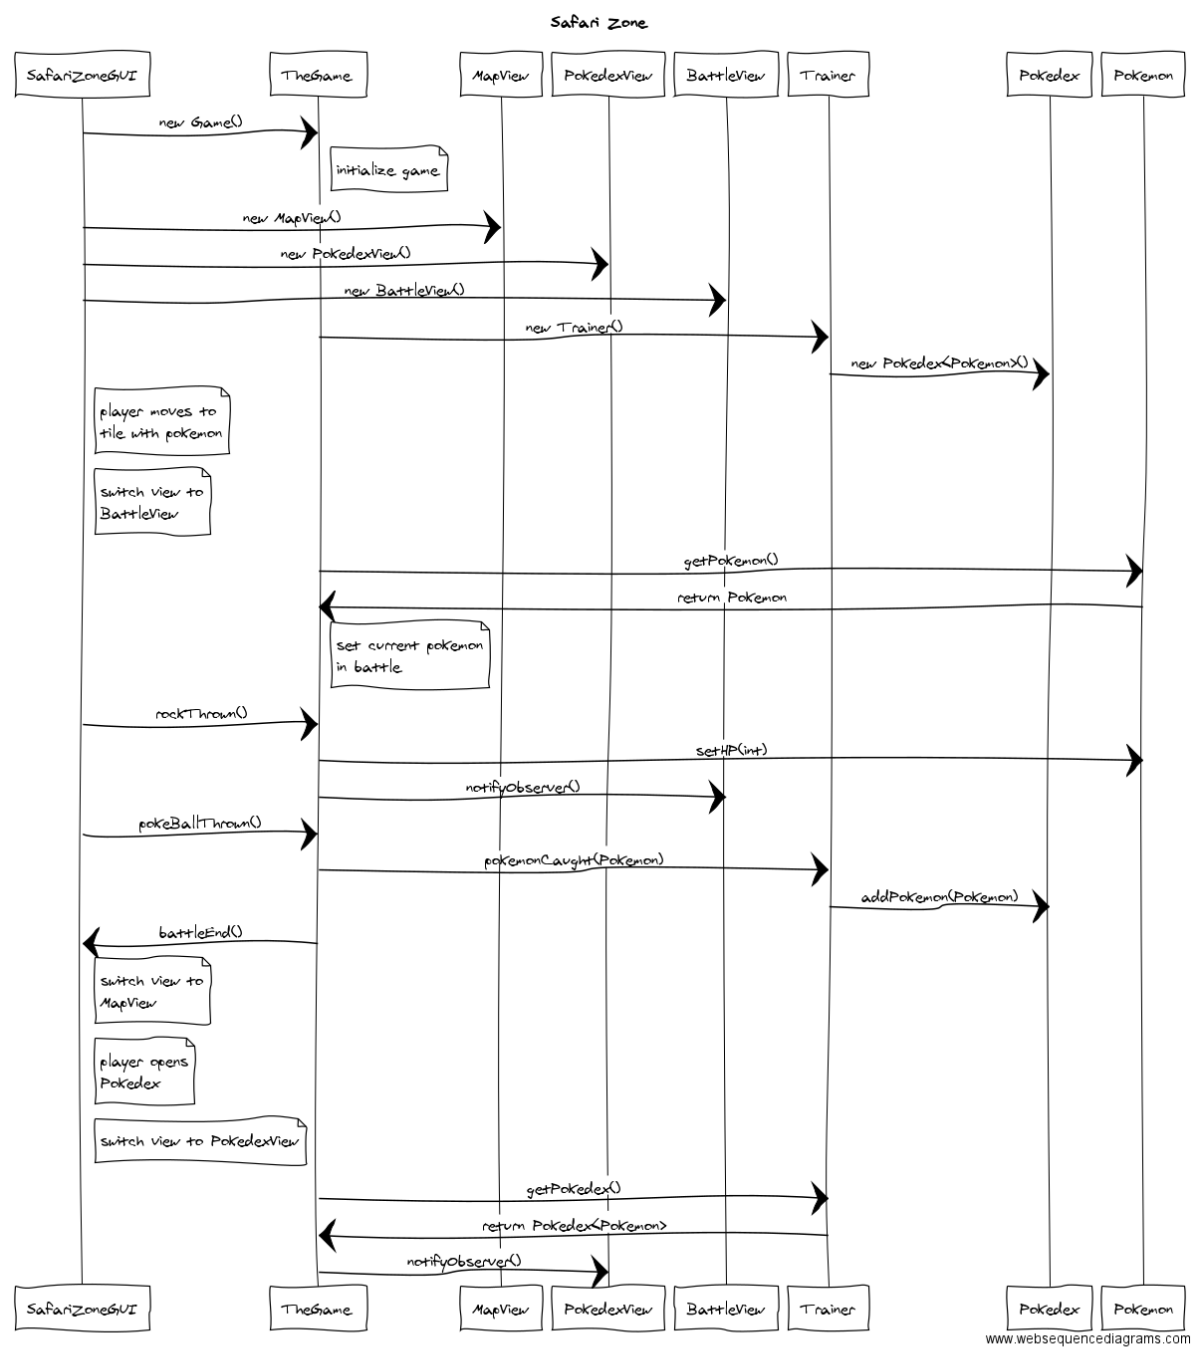 Safari Zone
SafariZoneGUI
TheGame
MapView
PokedexView
BattleView
Trainer
Pokedex
Pokemon
new Game()
initialize game
new MapView()
new PokedexView()
new BattleView()
new Trainer()
new Pokedex<Pokemon>()
player moves to
tile with pokemon
switch view to
BattleView
getPokemon()
return Pokemon
set current pokemon
in battle
rockThrown()
setHP(int)
notifyObserver()
pokeBallThrown()
pokemonCaught(Pokemon)
addPokemon(Pokemon)
battleEnd()
switch view to
MapView
player opens
Pokedex
switch view to PokedexView
getPokedex()
return Pokedex<Pokemon>
notifyObserver()
SafariZoneGUI
TheGame
MapView
PokedexView
BattleView
Trainer
Pokedex
Pokemon
www.websequencediagrams.com